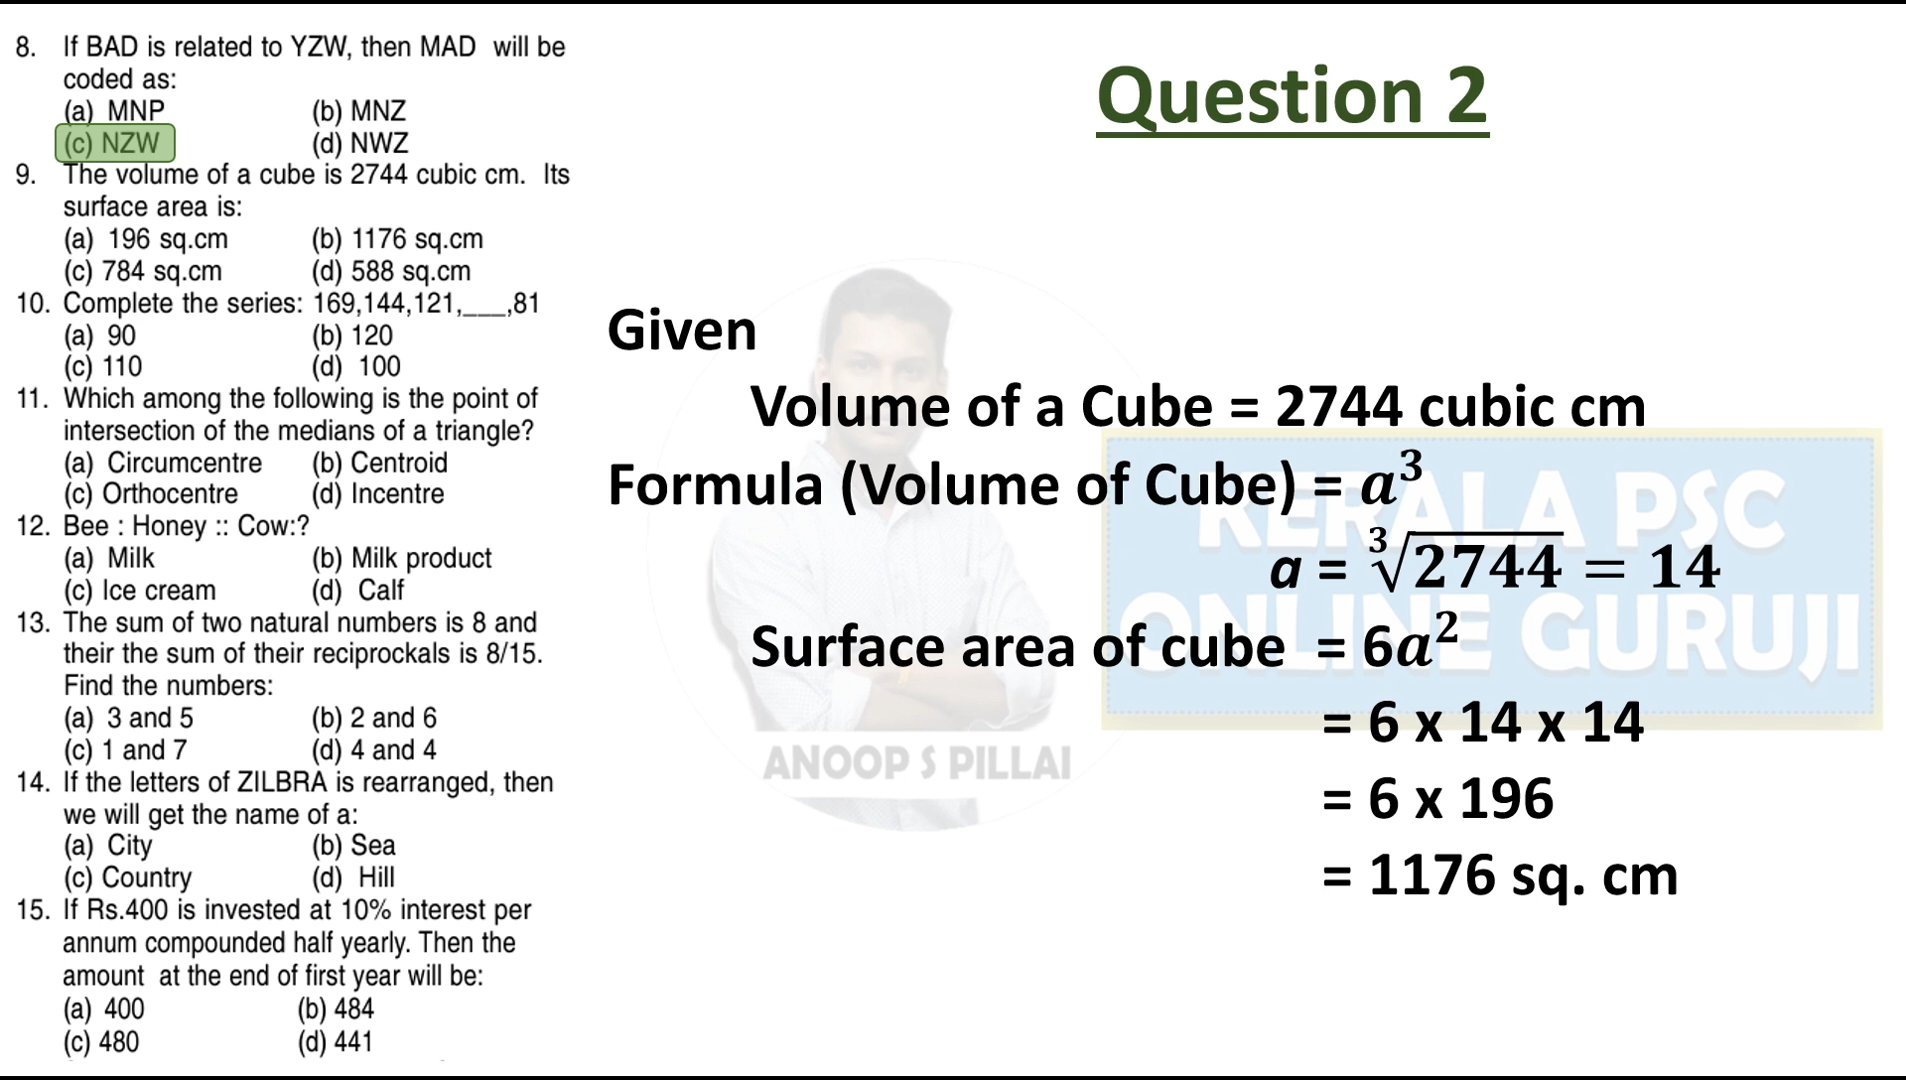 8. If BAD is related to YZW, then MAD will be
coded as:
(a) MNP (b) MNZ
(c) NZW (d) NWZ
9. The volume of a cube is 2744 cubic cm. Its
surface area is:
(a) 196 sq.cm (b) 1176 sq.cm
(c) 784 sq.cm (d) 588 sq.cm
10. Complete the series: 169,144,121,___,81
(a) 90 (b) 120
(c) 110 (d) 100
11. Which among the following is the point of
intersection of the medians of a triangle?
(a) Circumcentre (b) Centroid
(c) Orthocentre (d) Incentre
12. Bee : Honey :: Cow:?
(a) Milk (b) Milk product
(c) Ice cream (d) Calf
13. The sum of two natural numbers is 8 and
their the sum of their reciprockals is 8/15.
Find the numbers:
(a) 3 and 5 (b) 2 and 6
(c) 1 and 7 (d) 4 and 4
14. If the letters of ZILBRA is rearranged, then
we will get the name of a:
(a) City (b) Sea
(c) Country (d) Hill
15. If Rs.400 is invested at 10% interest per
annum compounded half yearly. Then the
amount at the end of first year will be:
(a) 400 (b) 484
(c) 480 (d) 441
Question 2
Given
Volume of a Cube = 2744 cubic cm
Formula (Volume of Cube) = a³
a = ³√2744 = 14
Surface area of cube = 6a²
= 6 x 14 x 14
= 6 x 196
= 1176 sq. cm
KERALA PSC
ONLINE GURUJI
ANOOP S PILLAI